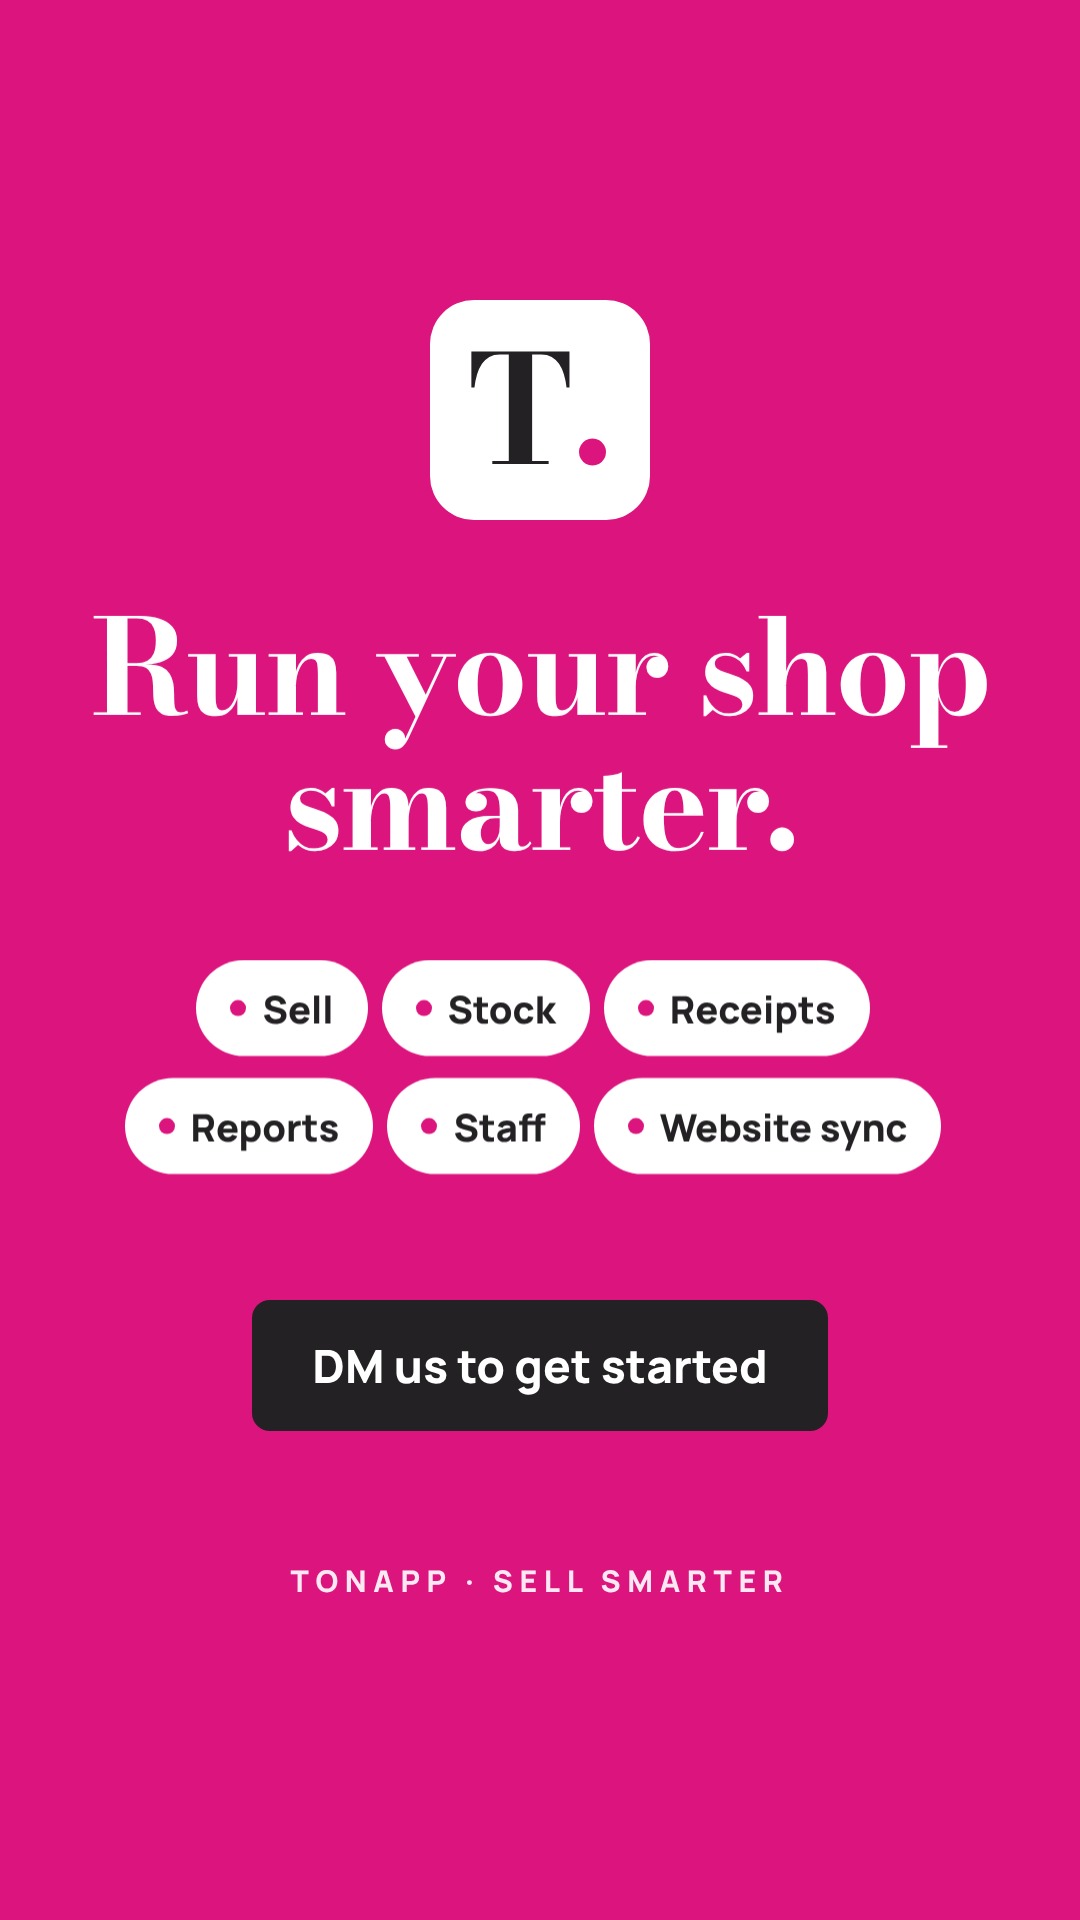 T.
Run your shop
smarter.
Sell
Stock
Receipts
Reports
Staff
Website sync
DM us to get started
TONAPP · SELL SMARTER